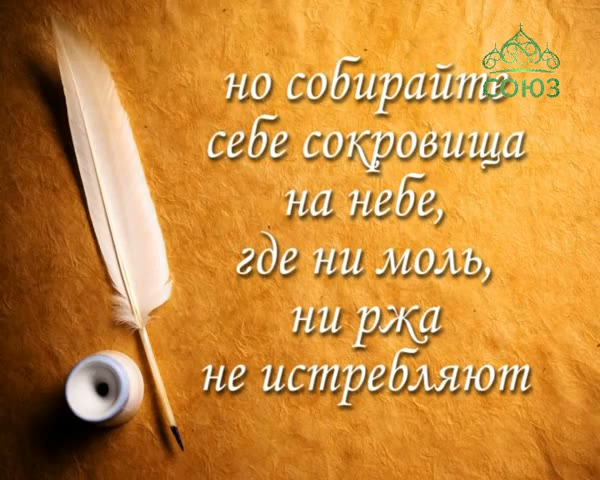 но собирайте
СОЮЗ
себе сокровища
на небе,
где ни моль,
ни ржа
не истребляют